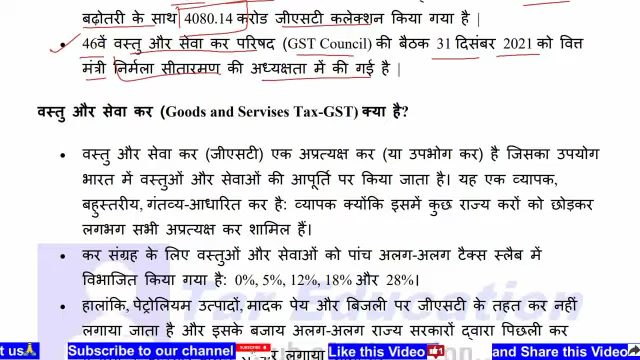 बढ़ोतरी के साथ 4080.14 करोड जीएसटी कलेक्शन किया गया है |
46वें वस्तु और सेवा कर परिषद (GST Council) की बैठक 31 दिसंबर 2021 को वित्त
मंत्री निर्मला सीतारमण की अध्यक्षता में की गई है |
वस्तु और सेवा कर (Goods and Servises Tax-GST) क्या है?
वस्तु और सेवा कर (जीएसटी) एक अप्रत्यक्ष कर (या उपभोग कर) है जिसका उपयोग
भारत में वस्तुओं और सेवाओं की आपूर्ति पर किया जाता है। यह एक व्यापक,
बहुस्तरीय, गंतव्य-आधारित कर है: व्यापक क्योंकि इसमें कुछ राज्य करों को छोड़कर
लगभग सभी अप्रत्यक्ष कर शामिल हैं।
कर संग्रह के लिए वस्तुओं और सेवाओं को पांच अलग-अलग टैक्स स्लैब में
विभाजित किया गया है: 0%, 5%, 12%, 18% और 28%।
हालांकि, पेट्रोलियम उत्पादों, मादक पेय और बिजली पर जीएसटी के तहत कर नहीं
लगाया जाता है और इसके बजाय अलग-अलग राज्य सरकारों द्वारा पिछली कर
लगाया
t us Subscribe to our channel SUBSCRIBE Like this Video and Share this Video